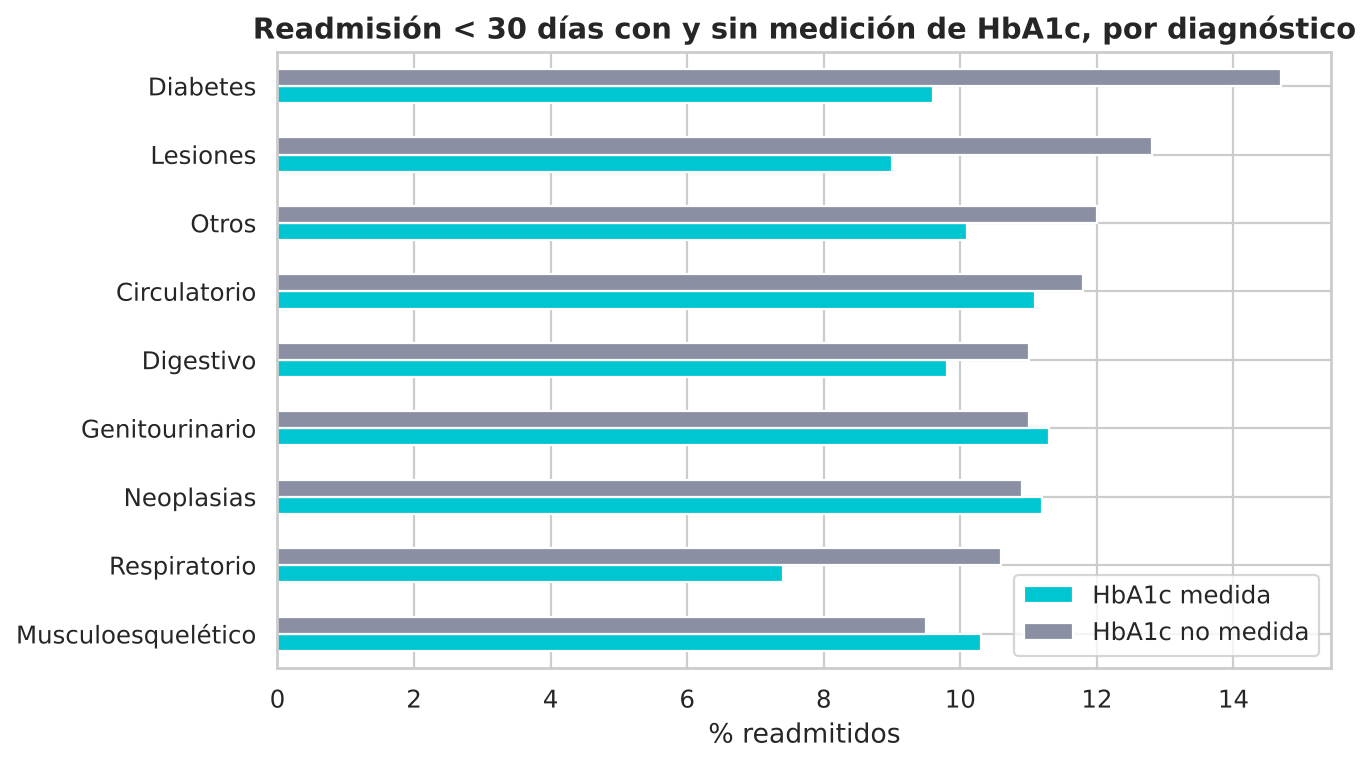 Readmisión < 30 días con y sin medición de HbA1c, por diagnóstico
Diabetes
Lesiones
Otros
Circulatorio
Digestivo
Genitourinario
Neoplasias
Respiratorio
Musculoesquelético
HbA1c medida
HbA1c no medida
0 2 4 6 8 10 12 14
% readmitidos